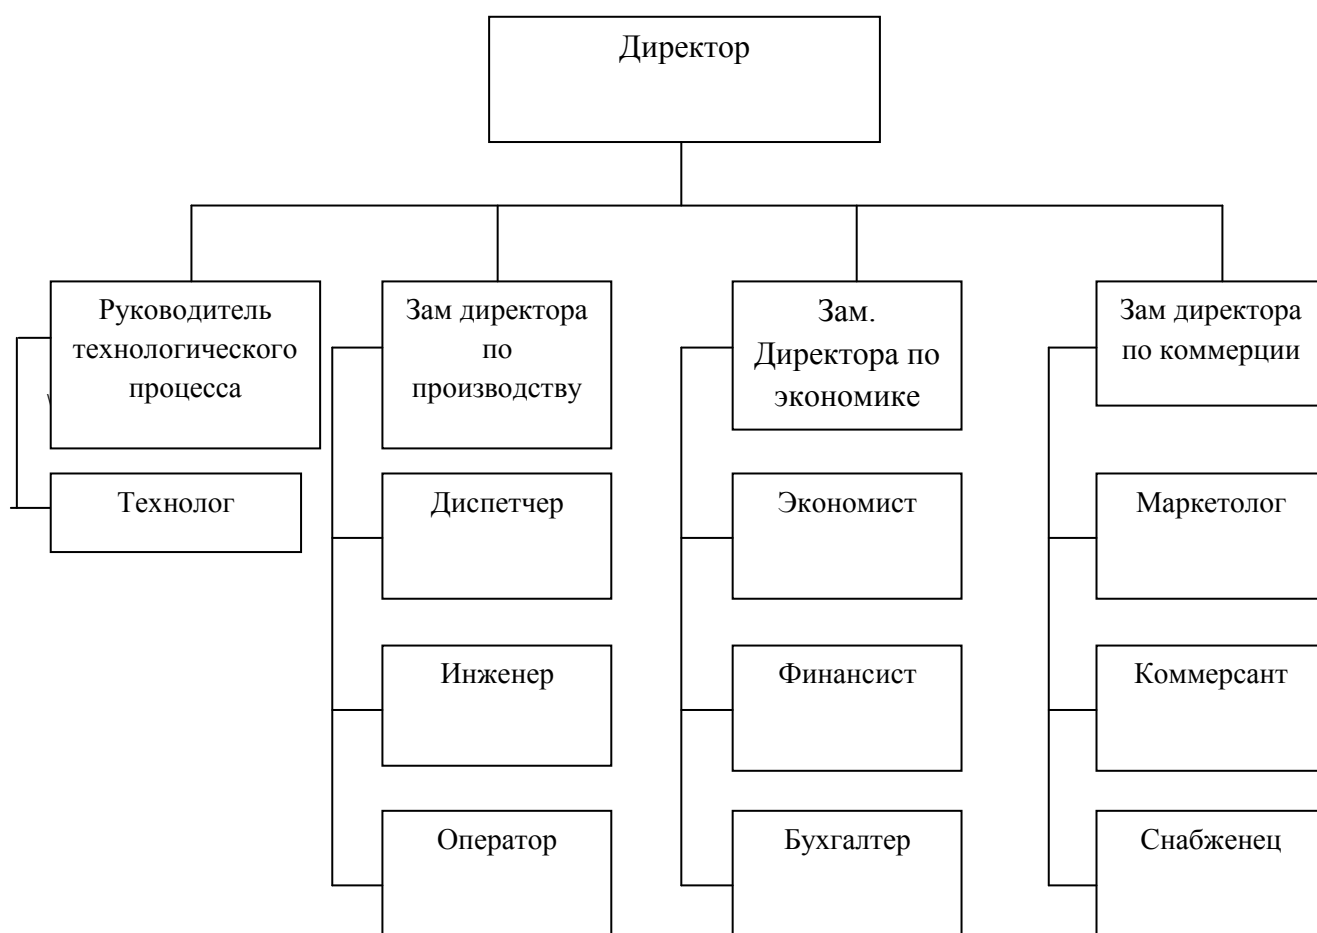 Директор
Руководитель
технологического
процесса
Зам директора
по
производству
Зам.
Директора по
экономике
Зам директора
по коммерции
\
Технолог
Диспетчер
Экономист
Маркетолог
Инженер
Финансист
Коммерсант
Оператор
Бухгалтер
Снабженец